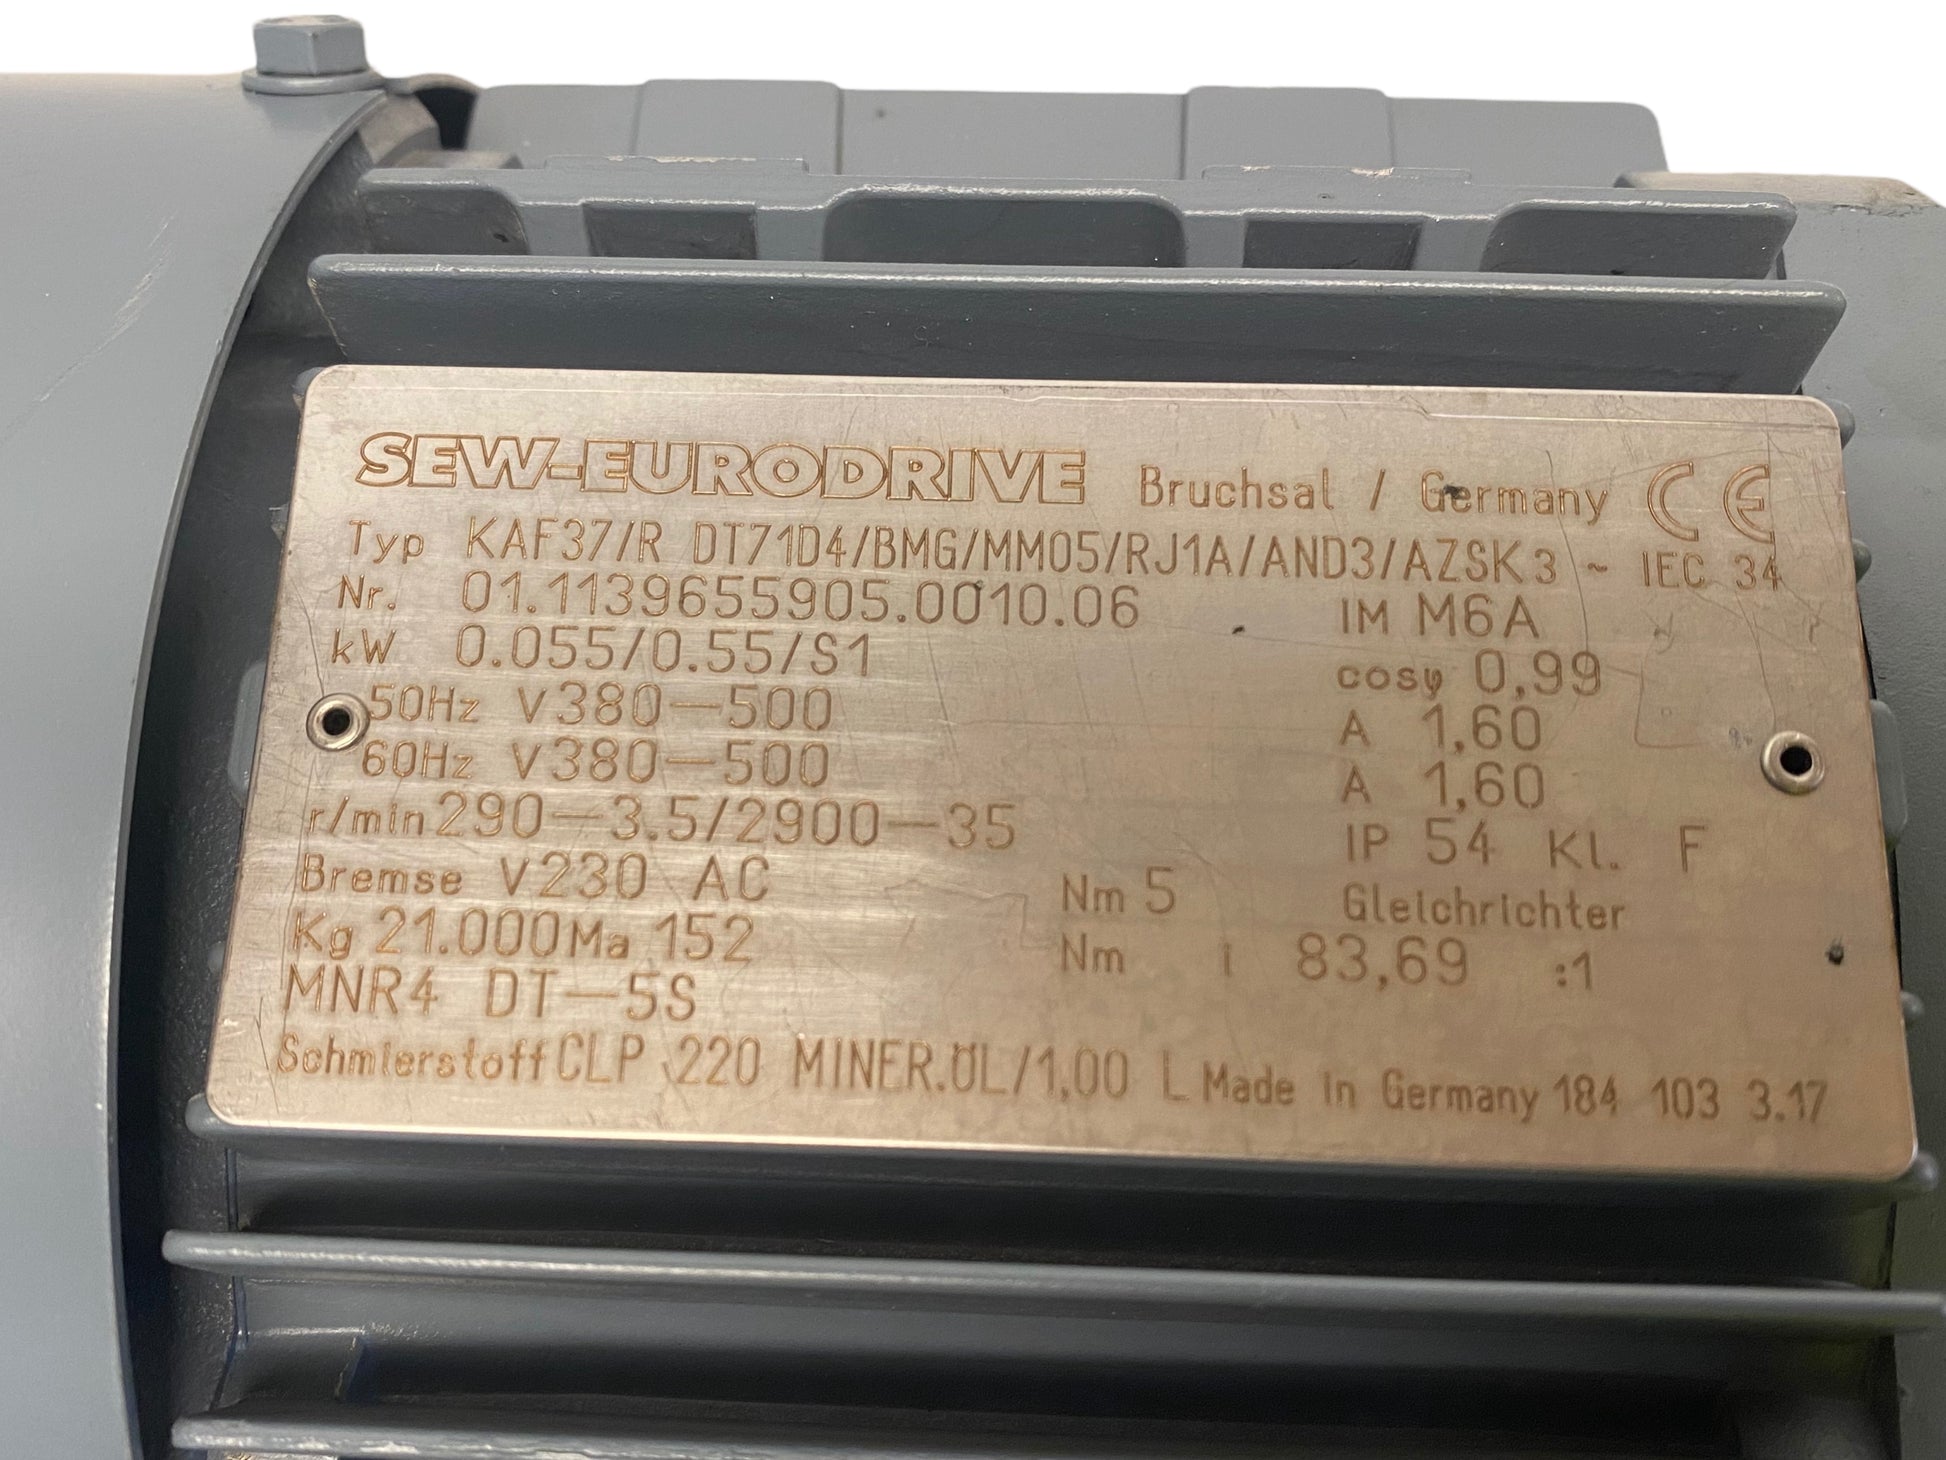 SEW-EURODRIVE Bruchsal / Germany CE
Typ KAF37/R DT71D4/BMG/MM05/RJ1A/AND3/AZSK 3 ~ IEC 34
Nr. 01.1139655905.0010.06 IM M6A
kW 0.055/0.55/S1 cosφ 0,99
50Hz V380-500 A 1,60
60Hz V380-500 A 1,60
r/min 290-3.5/2900-35 IP 54 Kl. F
Bremse V230 AC Nm 5 Gleichrichter
Kg 21.000 Ma 152 Nm i 83,69 :1
MNR4 DT-5S
Schmierstoff CLP 220 MINER.ÖL/1,00 L Made in Germany 184 103 3.17